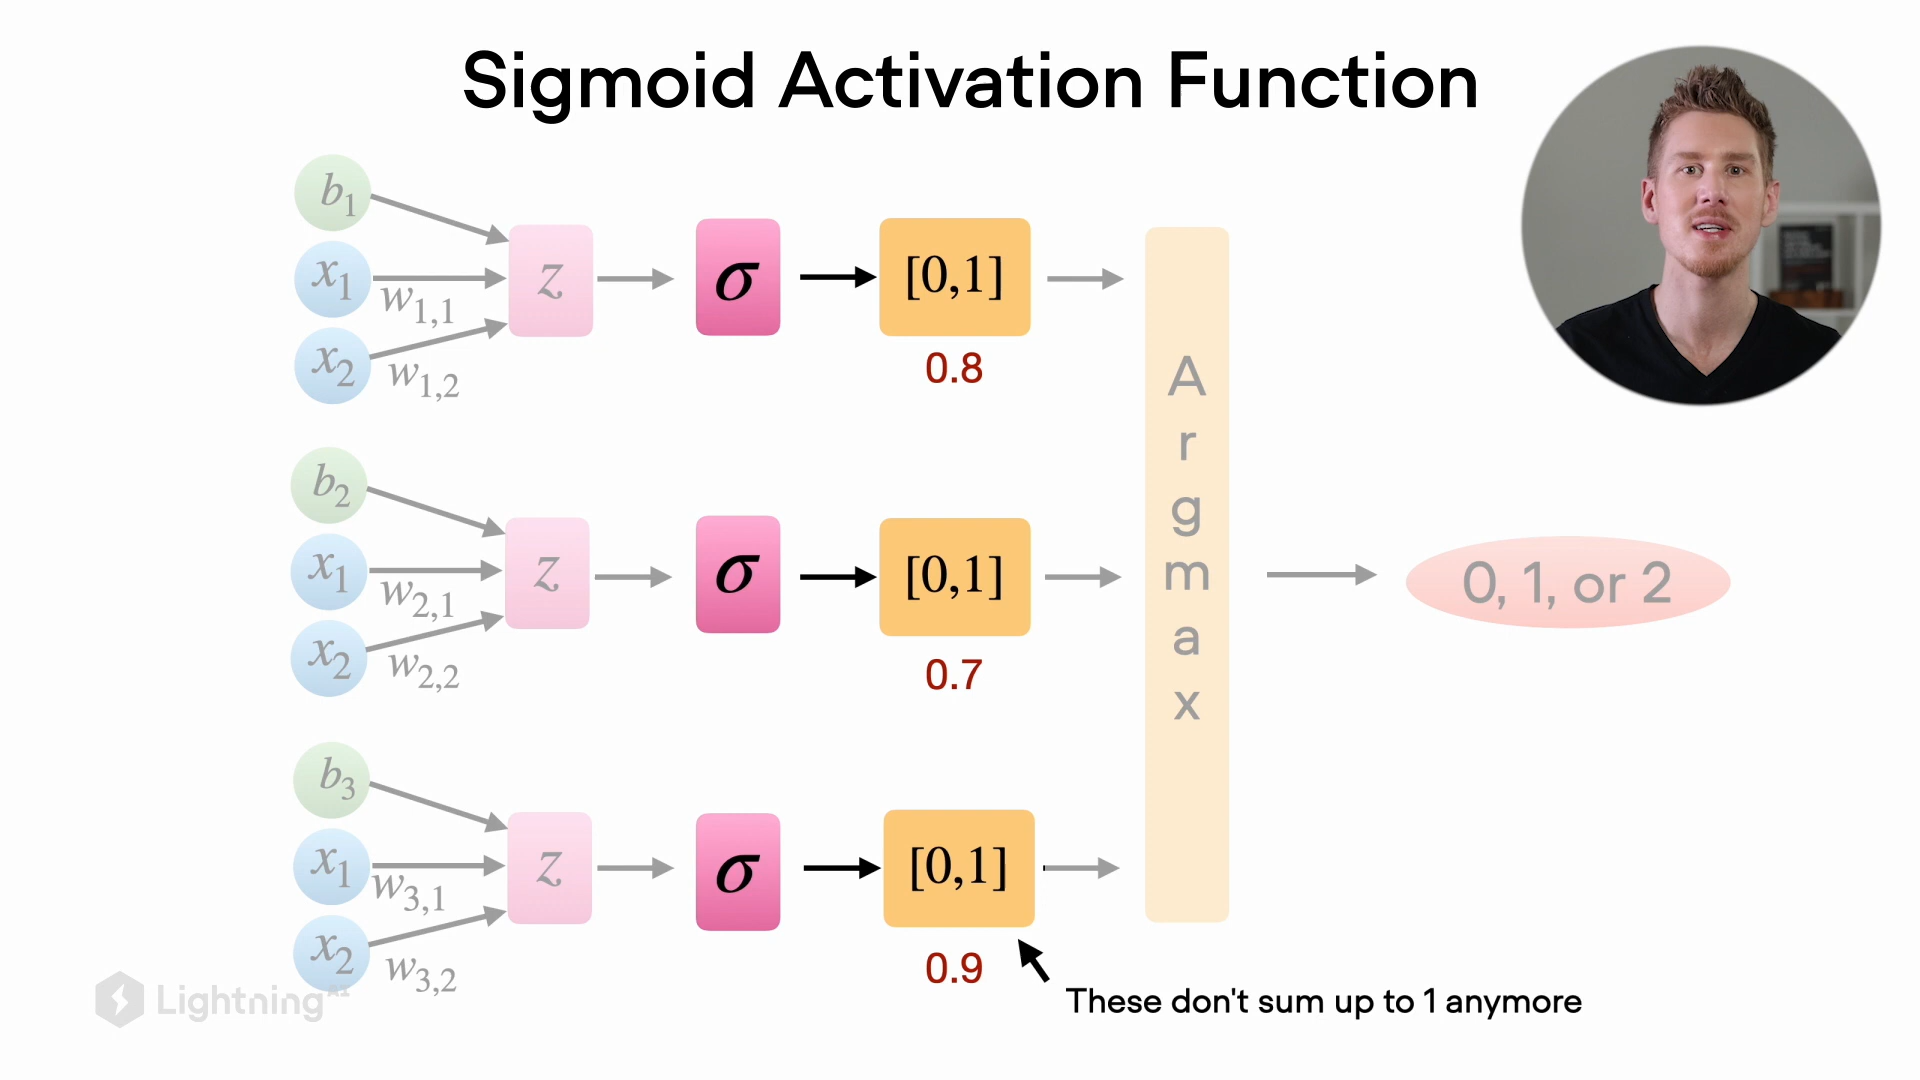 Sigmoid Activation Function
b₁
x₁
w₁,₁
x₂
w₁,₂
z
σ
[0,1]
0.8
b₂
x₁
w₂,₁
x₂
w₂,₂
z
σ
[0,1]
0.7
b₃
x₁
w₃,₁
x₂
w₃,₂
z
σ
[0,1]
0.9
These don't sum up to 1 anymore
Argmax
0, 1, or 2
Lightning AI